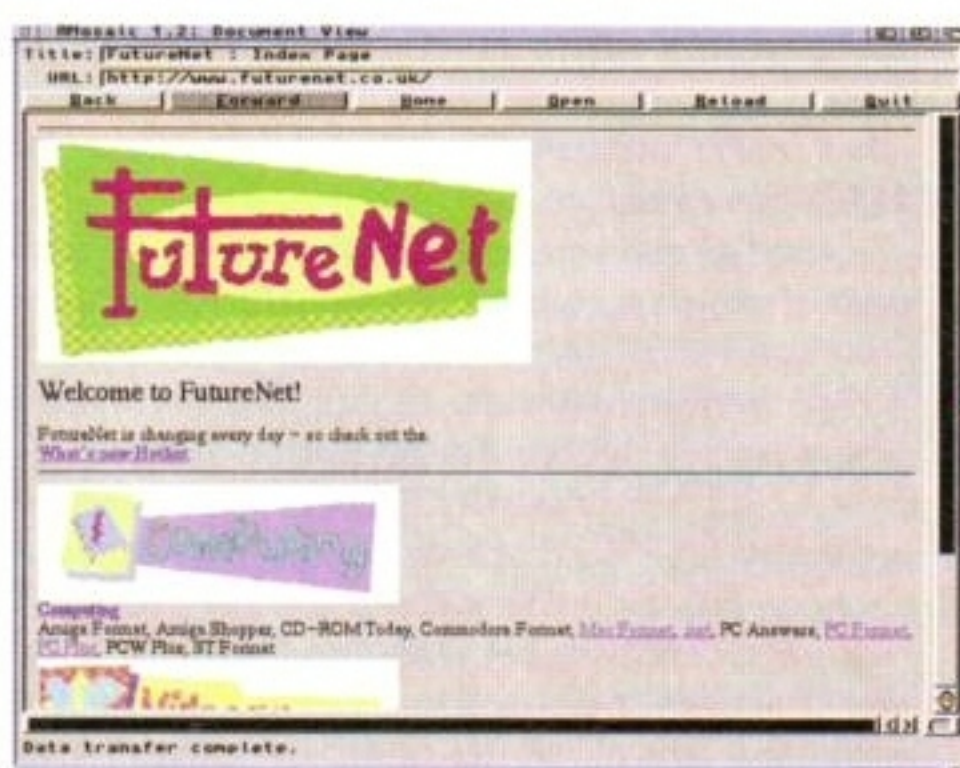 AMosaic 1.2: Document View
Title: FutureNet : Index Page
URL: http://www.futurenet.co.uk/
Back Forward Home Open Reload Quit
FutureNet
Welcome to FutureNet!
FutureNet is changing every day - so check out the
What's new Hotlist
Computing
Computing
Amiga Format, Amiga Shopper, CD-ROM Today, Commodore Format, Mac Format, .net, PC Answers, PC Format,
PC Plus, PCW Plus, ST Format
Data transfer complete.